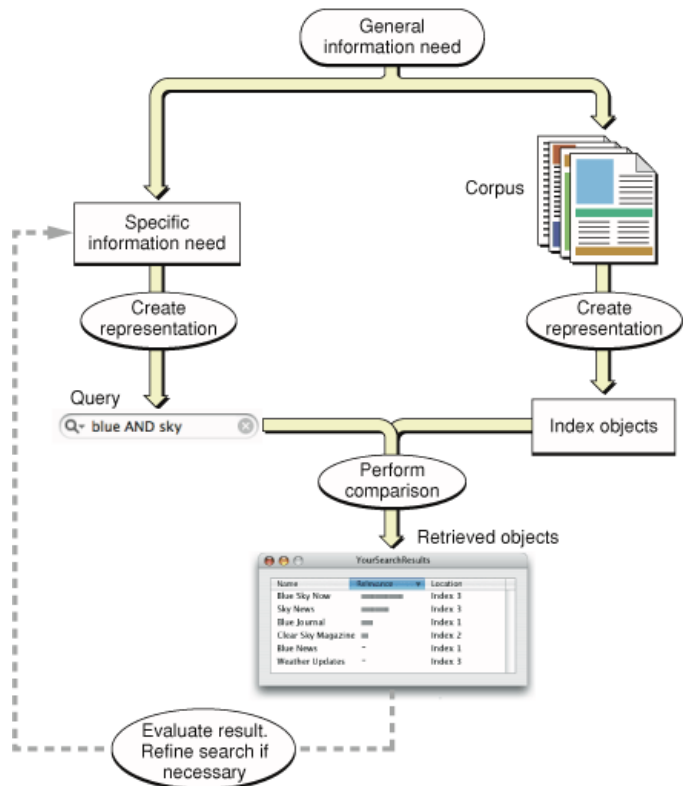 General
information need
Corpus
Specific
information need
Create
representation
Create
representation
Query
blue AND sky
Index objects
Perform
comparison
Retrieved objects
YourSearchResults
Name Relevance Location
Blue Sky Now Index 3
Sky News Index 3
Blue Journal Index 1
Clear Sky Magazine Index 2
Blue News Index 1
Weather Updates Index 3
Evaluate result.
Refine search if
necessary